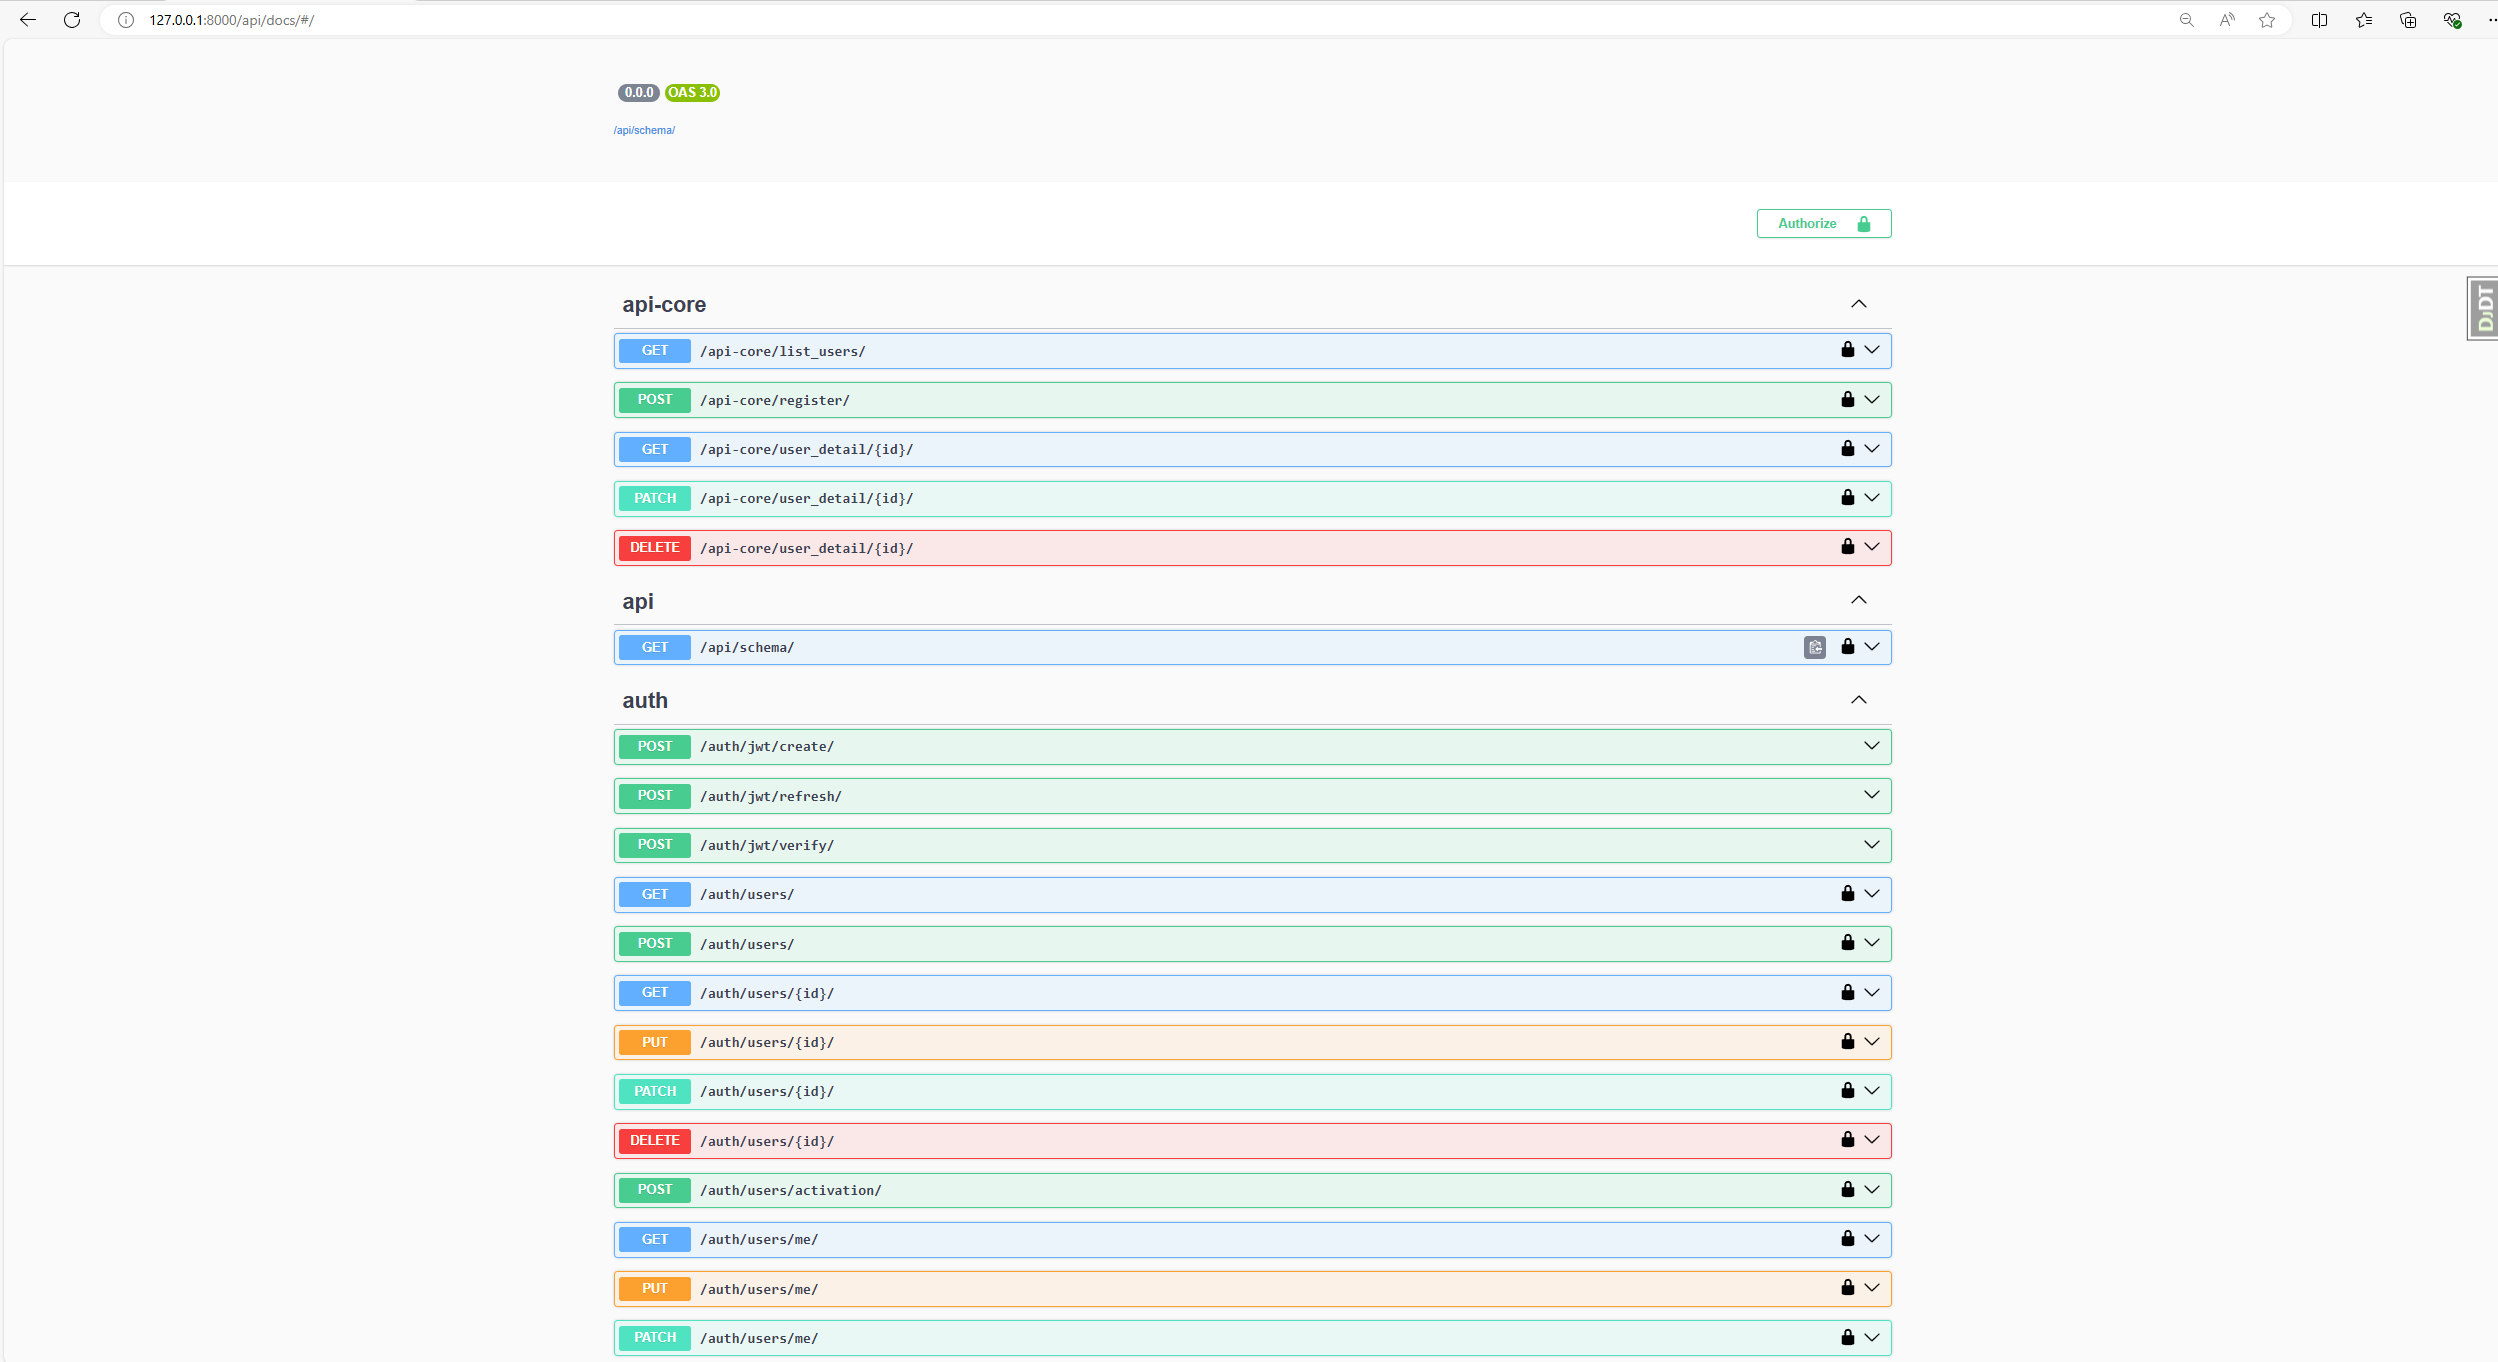 127.0.0.1:8000/api/docs/#/
0.0.0 OAS 3.0
/api/schema/
Authorize
DjDT
api-core
GET /api-core/list_users/
POST /api-core/register/
GET /api-core/user_detail/{id}/
PATCH /api-core/user_detail/{id}/
DELETE /api-core/user_detail/{id}/
api
GET /api/schema/
auth
POST /auth/jwt/create/
POST /auth/jwt/refresh/
POST /auth/jwt/verify/
GET /auth/users/
POST /auth/users/
GET /auth/users/{id}/
PUT /auth/users/{id}/
PATCH /auth/users/{id}/
DELETE /auth/users/{id}/
POST /auth/users/activation/
GET /auth/users/me/
PUT /auth/users/me/
PATCH /auth/users/me/